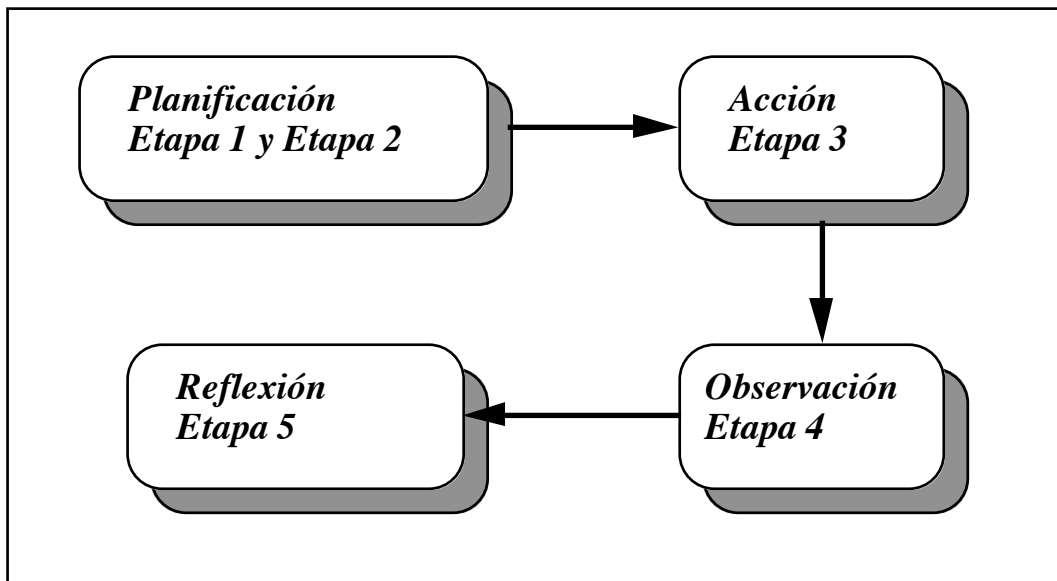 Planificación
Etapa 1 y Etapa 2
Acción
Etapa 3
Observación
Etapa 4
Reflexión
Etapa 5